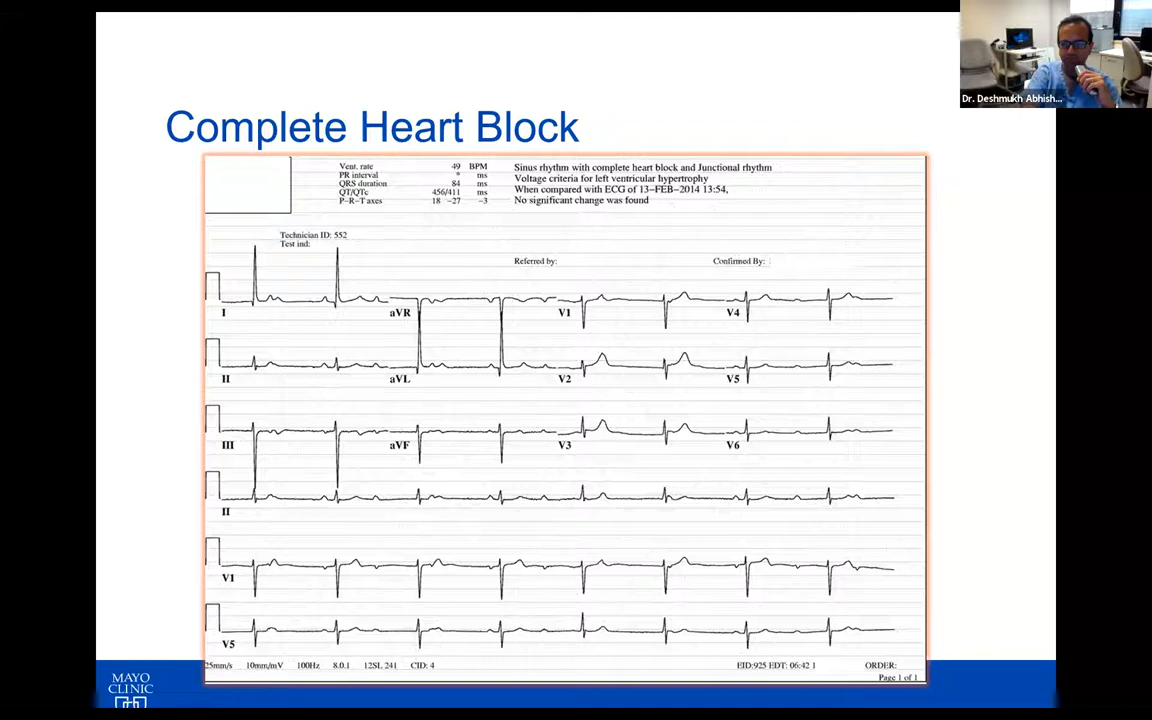 Dr. Deshmukh Abhish...
Complete Heart Block
Vent. rate 49 BPM
PR interval * ms
QRS duration 84 ms
QT/QTc 456/411 ms
P-R-T axes 18 -27 -3
Sinus rhythm with complete heart block and Junctional rhythm
Voltage criteria for left ventricular hypertrophy
When compared with ECG of 13-FEB-2014 13:54,
No significant change was found
Technician ID: 552
Test ind:
Referred by:
Confirmed By:
I aVR V1 V4
II aVL V2 V5
III aVF V3 V6
II
V1
V5
25mm/s 10mm/mV 100Hz 8.0.1 12SL 241 CID: 4
EID:925 EDT: 06:42 1 ORDER:
Page 1 of 1
MAYO
CLINIC